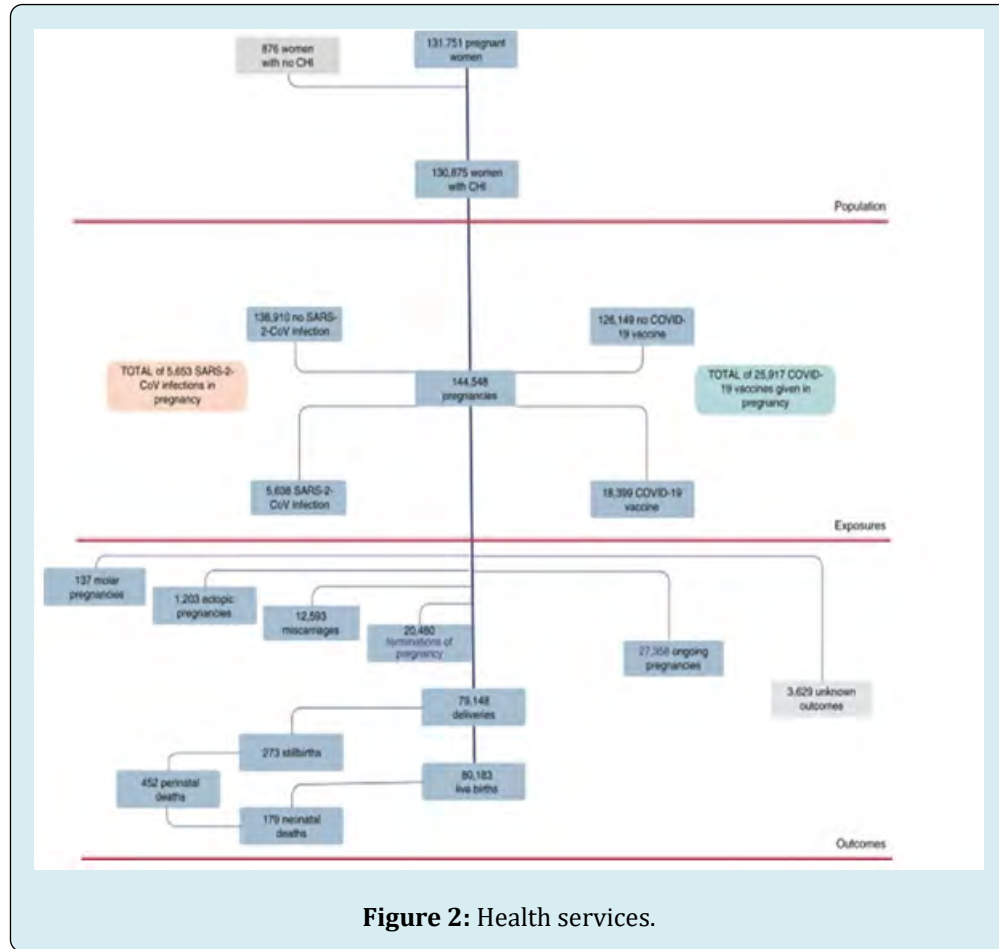 876 women
with no CHI
131,751 pregnant
women
130,875 women
with CHI
Population
138,910 no SARS-
2-CoV infection
126,149 no COVID-
19 vaccine
TOTAL of 5,653 SARS-2-
CoV infections in
pregnancy
144,548
pregnancies
TOTAL of 25,917 COVID-
19 vaccines given in
pregnancy
5,638 SARS-2-
CoV infection
18,399 COVID-19
vaccine
Exposures
137 molar
pregnancies
1,203 ectopic
pregnancies
12,593
miscarriages
20,480
terminations of
pregnancy
27,358 ongoing
pregnancies
3,629 unknown
outcomes
79,148
deliveries
273 stillbirths
80,183
live births
452 perinatal
deaths
179 neonatal
deaths
Outcomes
Figure 2: Health services.